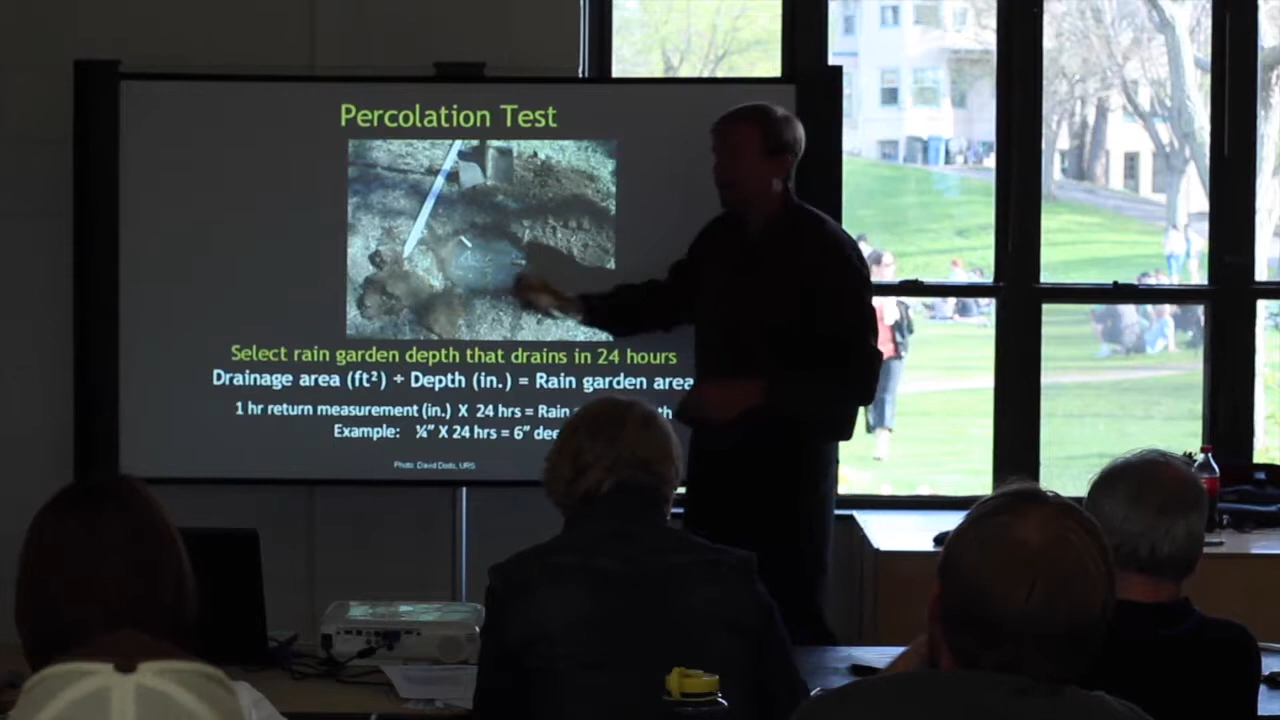 Percolation Test
Select rain garden depth that drains in 24 hours
Drainage area (ft²) ÷ Depth (in.) = Rain garden area
1 hr return measurement (in.) X 24 hrs = Rain
Example: ¼” X 24 hrs = 6”
Photo: David Dods, URS